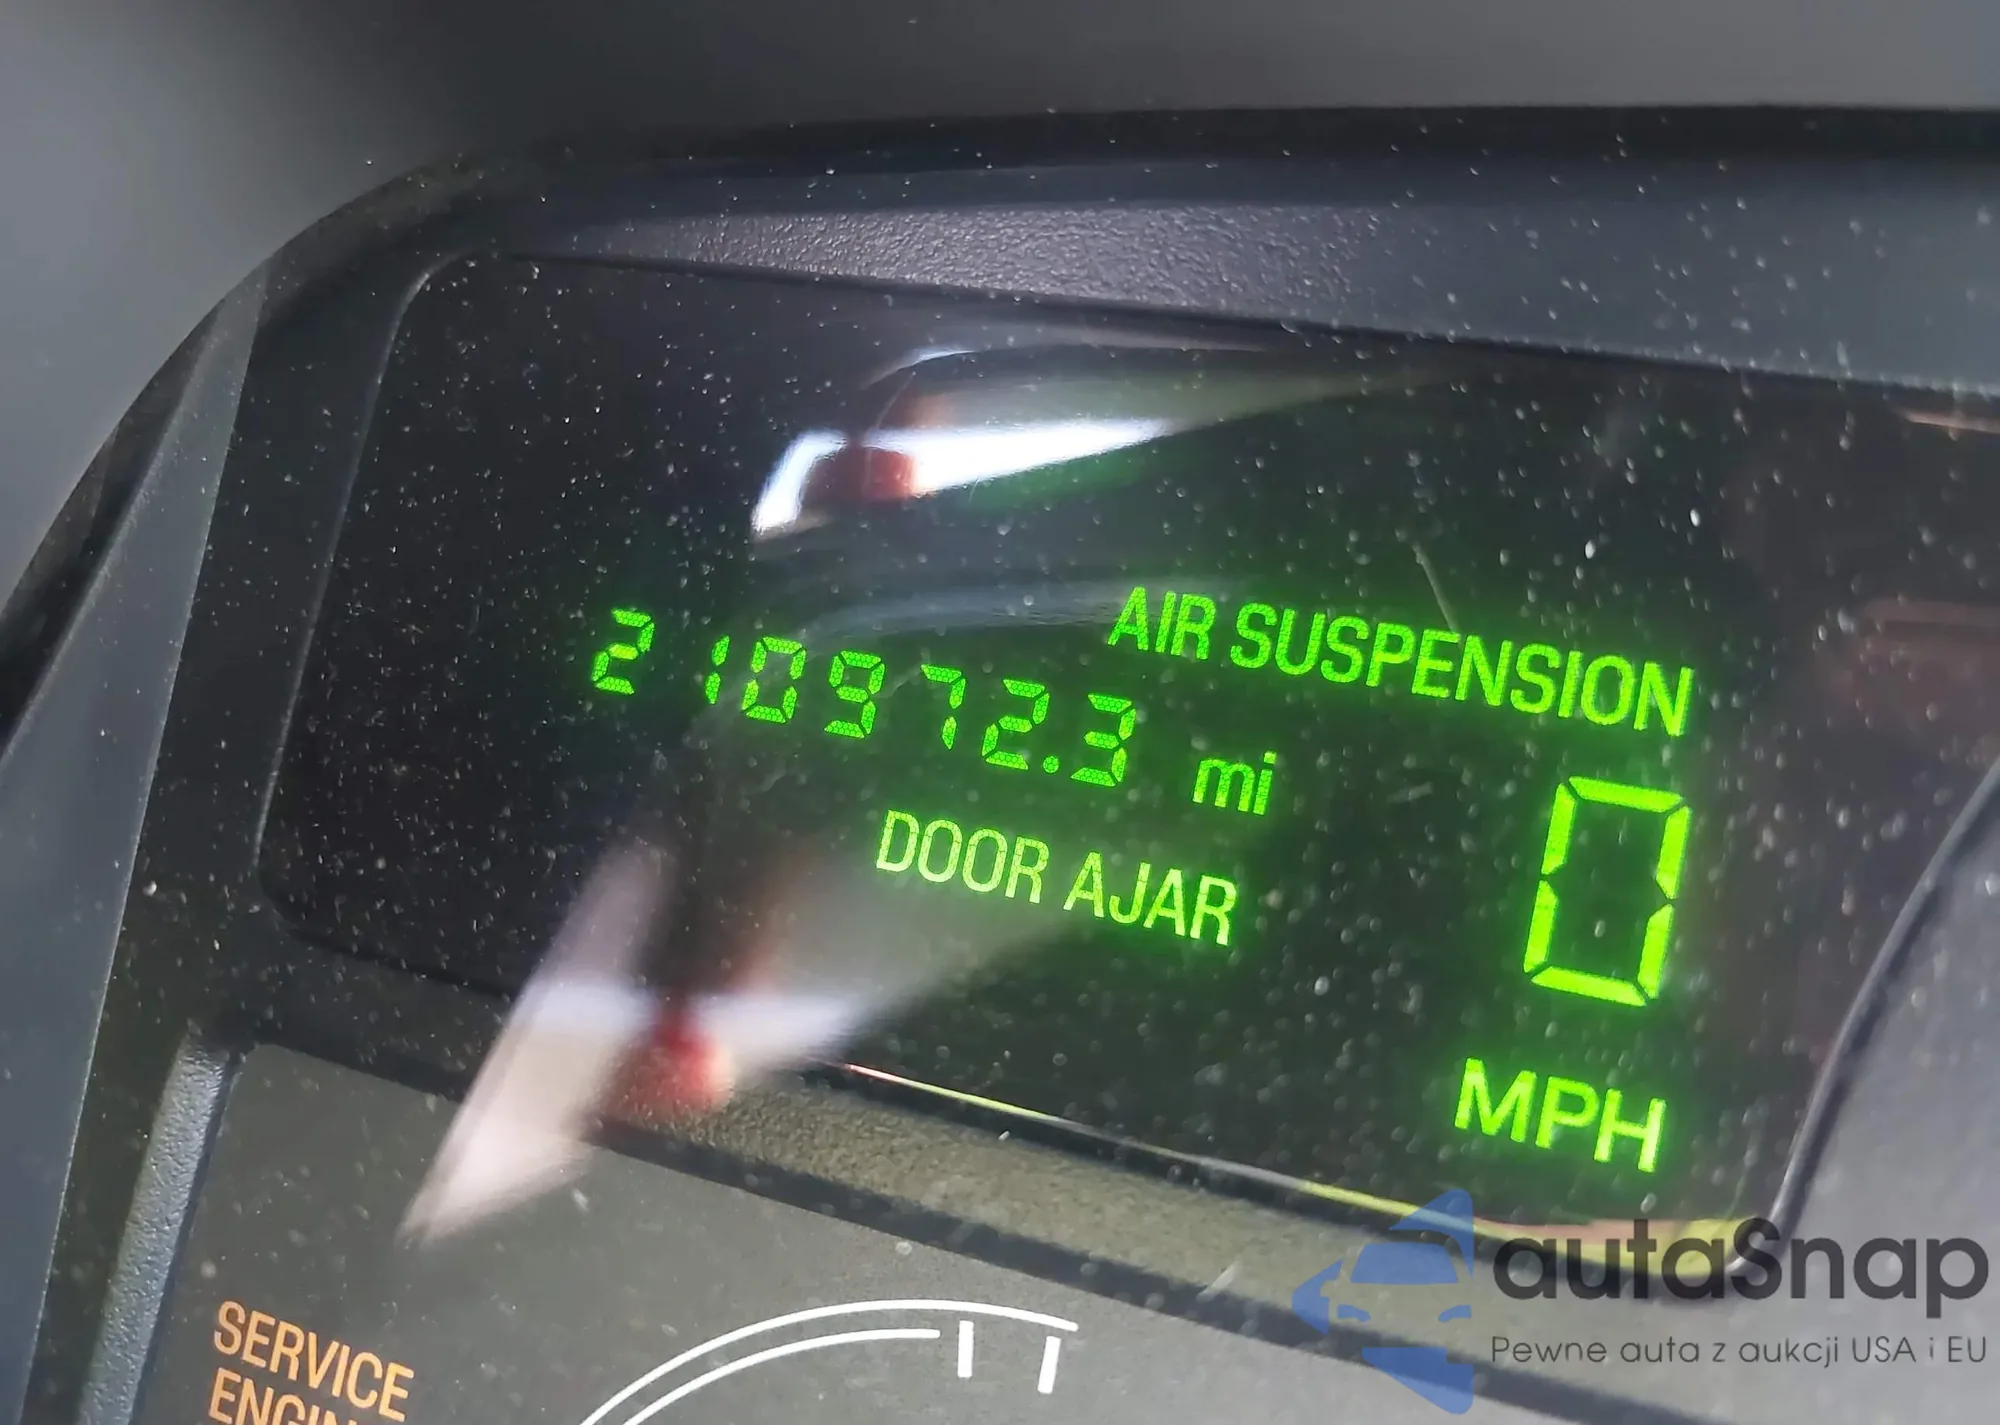 AIR SUSPENSION
210972.3 mi
DOOR AJAR
0
MPH
SERVICE
autaSnap
Pewne auta z aukcji USA i EU